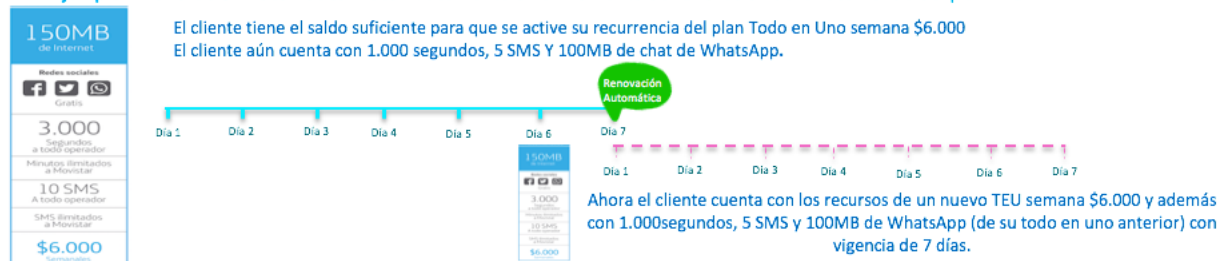 150MB
de Internet
Redes sociales
Gratis
3.000
Segundos
a todo operador
Minutos ilimitados
a Movistar
10 SMS
A todo operador
SMS ilimitados
a Movistar
$6.000
Semanales
El cliente tiene el saldo suficiente para que se active su recurrencia del plan Todo en Uno semana $6.000
El cliente aún cuenta con 1.000 segundos, 5 SMS Y 100MB de chat de WhatsApp.
Renovación
Automática
Día 1 Día 2 Día 3 Día 4 Día 5 Día 6 Día 7
150MB
3.000
10 SMS
$6.000
Día 1 Día 2 Día 3 Día 4 Día 5 Día 6 Día 7
Ahora el cliente cuenta con los recursos de un nuevo TEU semana $6.000 y además
con 1.000segundos, 5 SMS y 100MB de WhatsApp (de su todo en uno anterior) con
vigencia de 7 días.